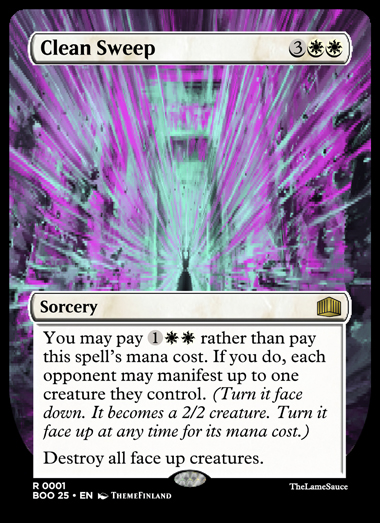 Clean Sweep 3
Sorcery
You may pay 1 rather than pay
this spell's mana cost. If you do, each
opponent may manifest up to one
creature they control. (Turn it face
down. It becomes a 2/2 creature. Turn it
face up at any time for its mana cost.)
Destroy all face up creatures.
R 0001
BOO 25 • EN ThemeFinland
TheLameSauce